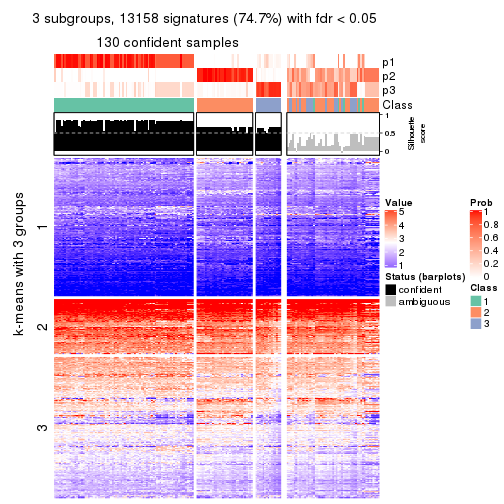 3 subgroups, 13158 signatures (74.7%) with fdr < 0.05
130 confident samples
p1
p2
p3
Class
1
0.5
0
Silhouette
score
k-means with 3 groups
1
2
3
Value
5
4
3
2
1
Status (barplots)
confident
ambiguous
Prob
1
0.8
0.6
0.4
0.2
0
Class
1
2
3